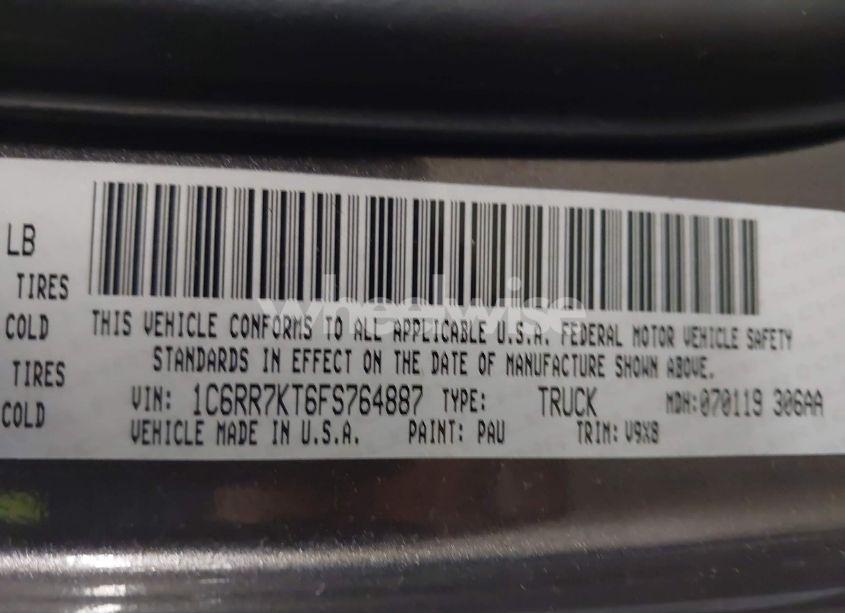 LB
TIRES
COLD
TIRES
COLD
THIS VEHICLE CONFORMS TO ALL APPLICABLE U.S.A. FEDERAL MOTOR VEHICLE SAFETY
STANDARDS IN EFFECT ON THE DATE OF MANUFACTURE SHOWN ABOVE.
VIN: 1C6RR7KT6FS764887 TYPE: TRUCK MDH:070119 306AA
VEHICLE MADE IN U.S.A. PAINT: PAU TRIM: V9X8
wheelwise